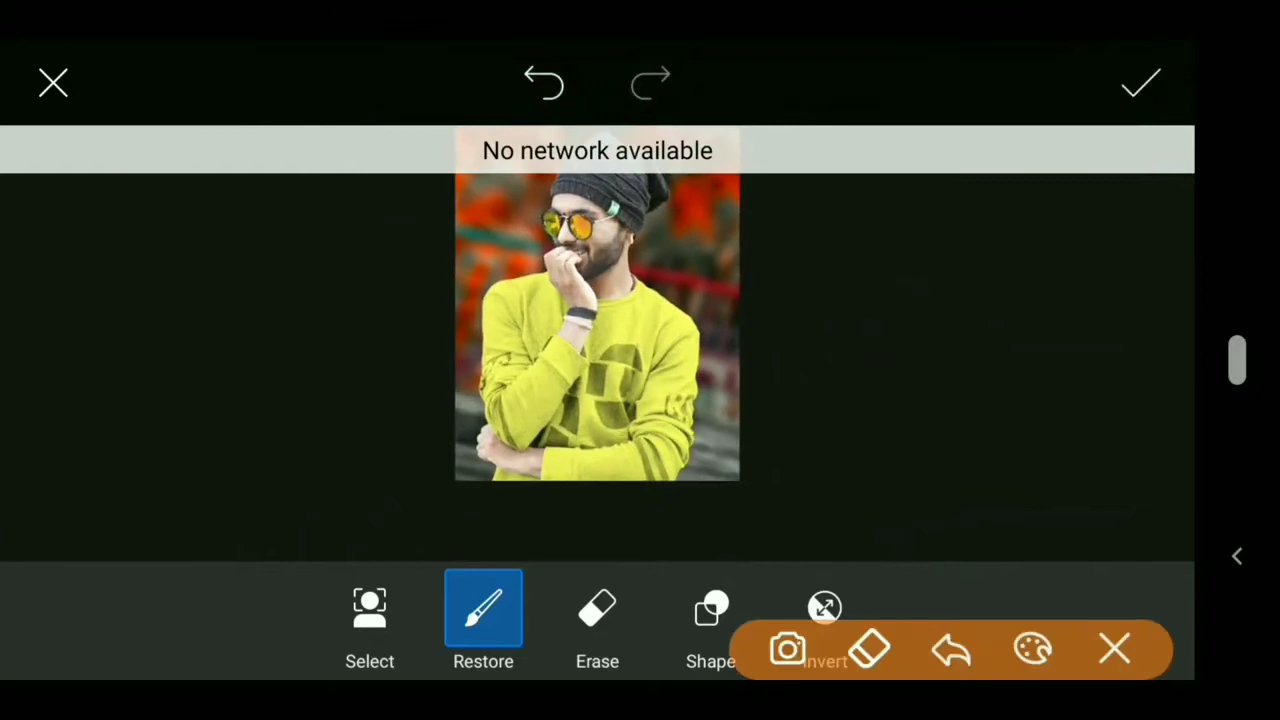 No network available
Select
Restore
Erase
Shape
Invert